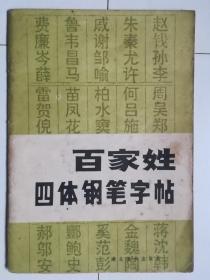 赵钱孙李 周吴郑
朱秦尤许 何吕施
戚谢邹喻 柏水窦
鲁韦昌马 苗凤花
费廉岑薛 雷贺倪
百家姓
四体钢笔字帖
蒋沈韩
金魏陶
奚范彭
酆鲍史
郝邬安